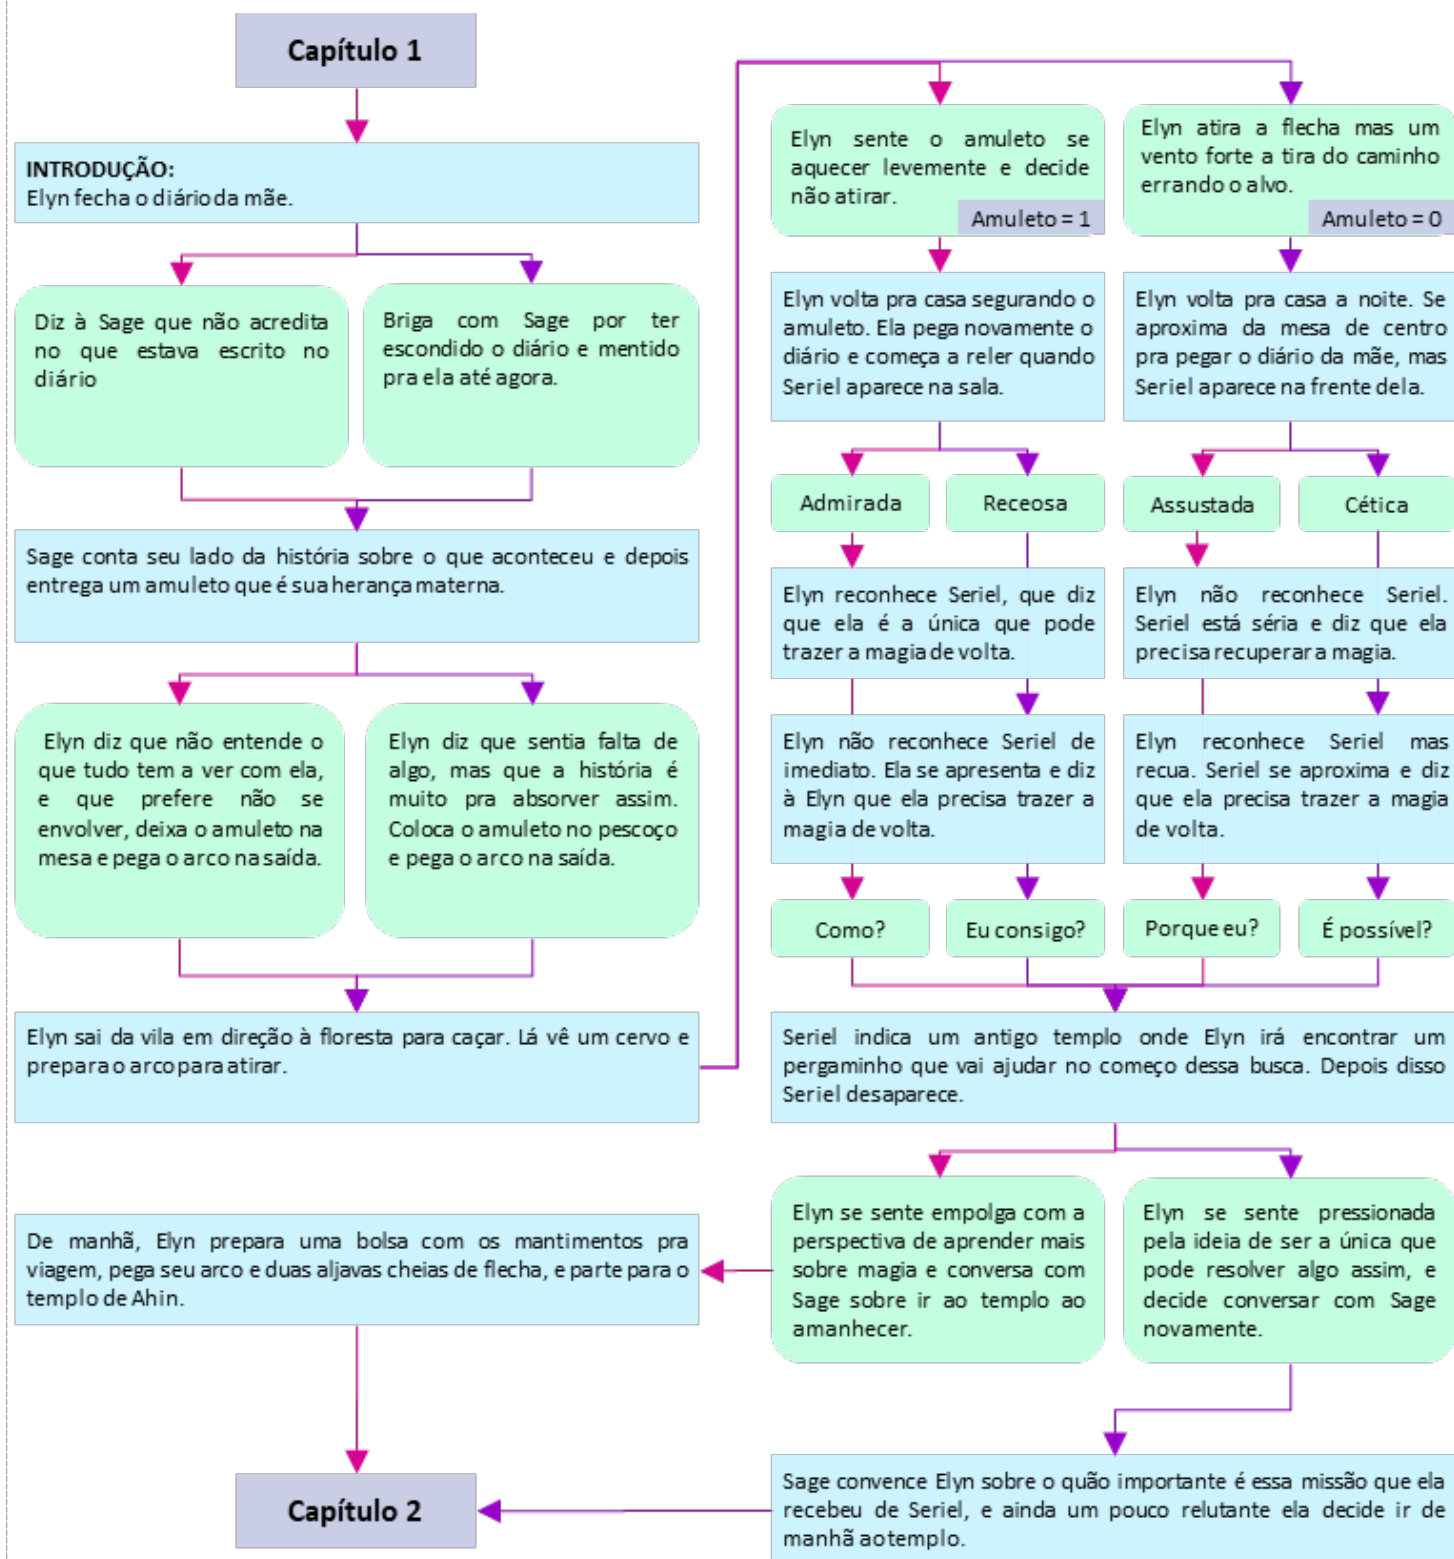 Capítulo 1
INTRODUÇÃO:
Elyn fecha o diário da mãe.
Diz à Sage que não acredita
no que estava escrito no
diário
Briga com Sage por ter
escondido o diário e mentido
pra ela até agora.
Sage conta seu lado da história sobre o que aconteceu e depois
entrega um amuleto que é sua herança materna.
Elyn diz que não entende o
que tudo tem a ver com ela,
e que prefere não se
envolver, deixa o amuleto na
mesa e pega o arco na saída.
Elyn diz que sentia falta de
algo, mas que a história é
muito pra absorver assim.
Coloca o amuleto no pescoço
e pega o arco na saída.
Elyn sai da vila em direção à floresta para caçar. Lá vê um cervo e
prepara o arco para atirar.
Elyn sente o amuleto se
aquecer levemente e decide
não atirar.
Amuleto = 1
Elyn atira a flecha mas um
vento forte a tira do caminho
errando o alvo.
Amuleto = 0
Elyn volta pra casa segurando o
amuleto. Ela pega novamente o
diário e começa a reler quando
Seriel aparece na sala.
Elyn volta pra casa a noite. Se
aproxima da mesa de centro
pra pegar o diário da mãe, mas
Seriel aparece na frente dela.
Admirada
Receosa
Assustada
Cética
Elyn reconhece Seriel, que diz
que ela é a única que pode
trazer a magia de volta.
Elyn não reconhece Seriel.
Seriel está séria e diz que ela
precisa recuperar a magia.
Elyn não reconhece Seriel de
imediato. Ela se apresenta e diz
à Elyn que ela precisa trazer a
magia de volta.
Elyn reconhece Seriel mas
recua. Seriel se aproxima e diz
que ela precisa trazer a magia
de volta.
Como?
Eu consigo?
Porque eu?
É possível?
Seriel indica um antigo templo onde Elyn irá encontrar um
pergaminho que vai ajudar no começo dessa busca. Depois disso
Seriel desaparece.
Elyn se sente empolga com a
perspectiva de aprender mais
sobre magia e conversa com
Sage sobre ir ao templo ao
amanhecer.
Elyn se sente pressionada
pela ideia de ser a única que
pode resolver algo assim, e
decide conversar com Sage
novamente.
De manhã, Elyn prepara uma bolsa com os mantimentos pra
viagem, pega seu arco e duas aljavas cheias de flecha, e parte para o
templo de Ahin.
Sage convence Elyn sobre o quão importante é essa missão que ela
recebeu de Seriel, e ainda um pouco relutante ela decide ir de
manhã ao templo.
Capítulo 2